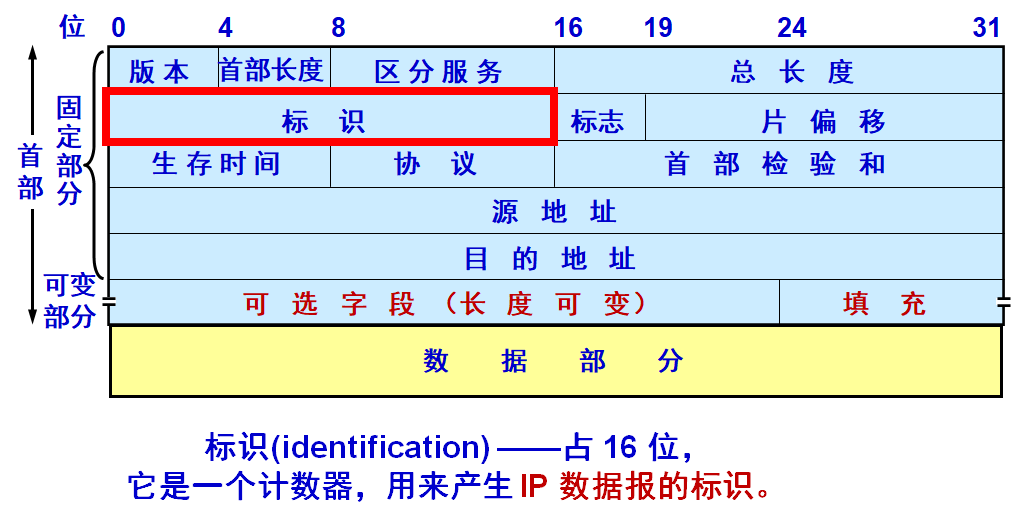 位 0 4 8 16 19 24 31
版本 首部长度 区分服务 总长度
标识 标志 片偏移
生存时间 协议 首部检验和
源地址
目的地址
可选字段（长度可变） 填充
数据部分
首部
固定部分
可变部分
标识(identification) ——占 16 位，
它是一个计数器，用来产生 IP 数据报的标识。